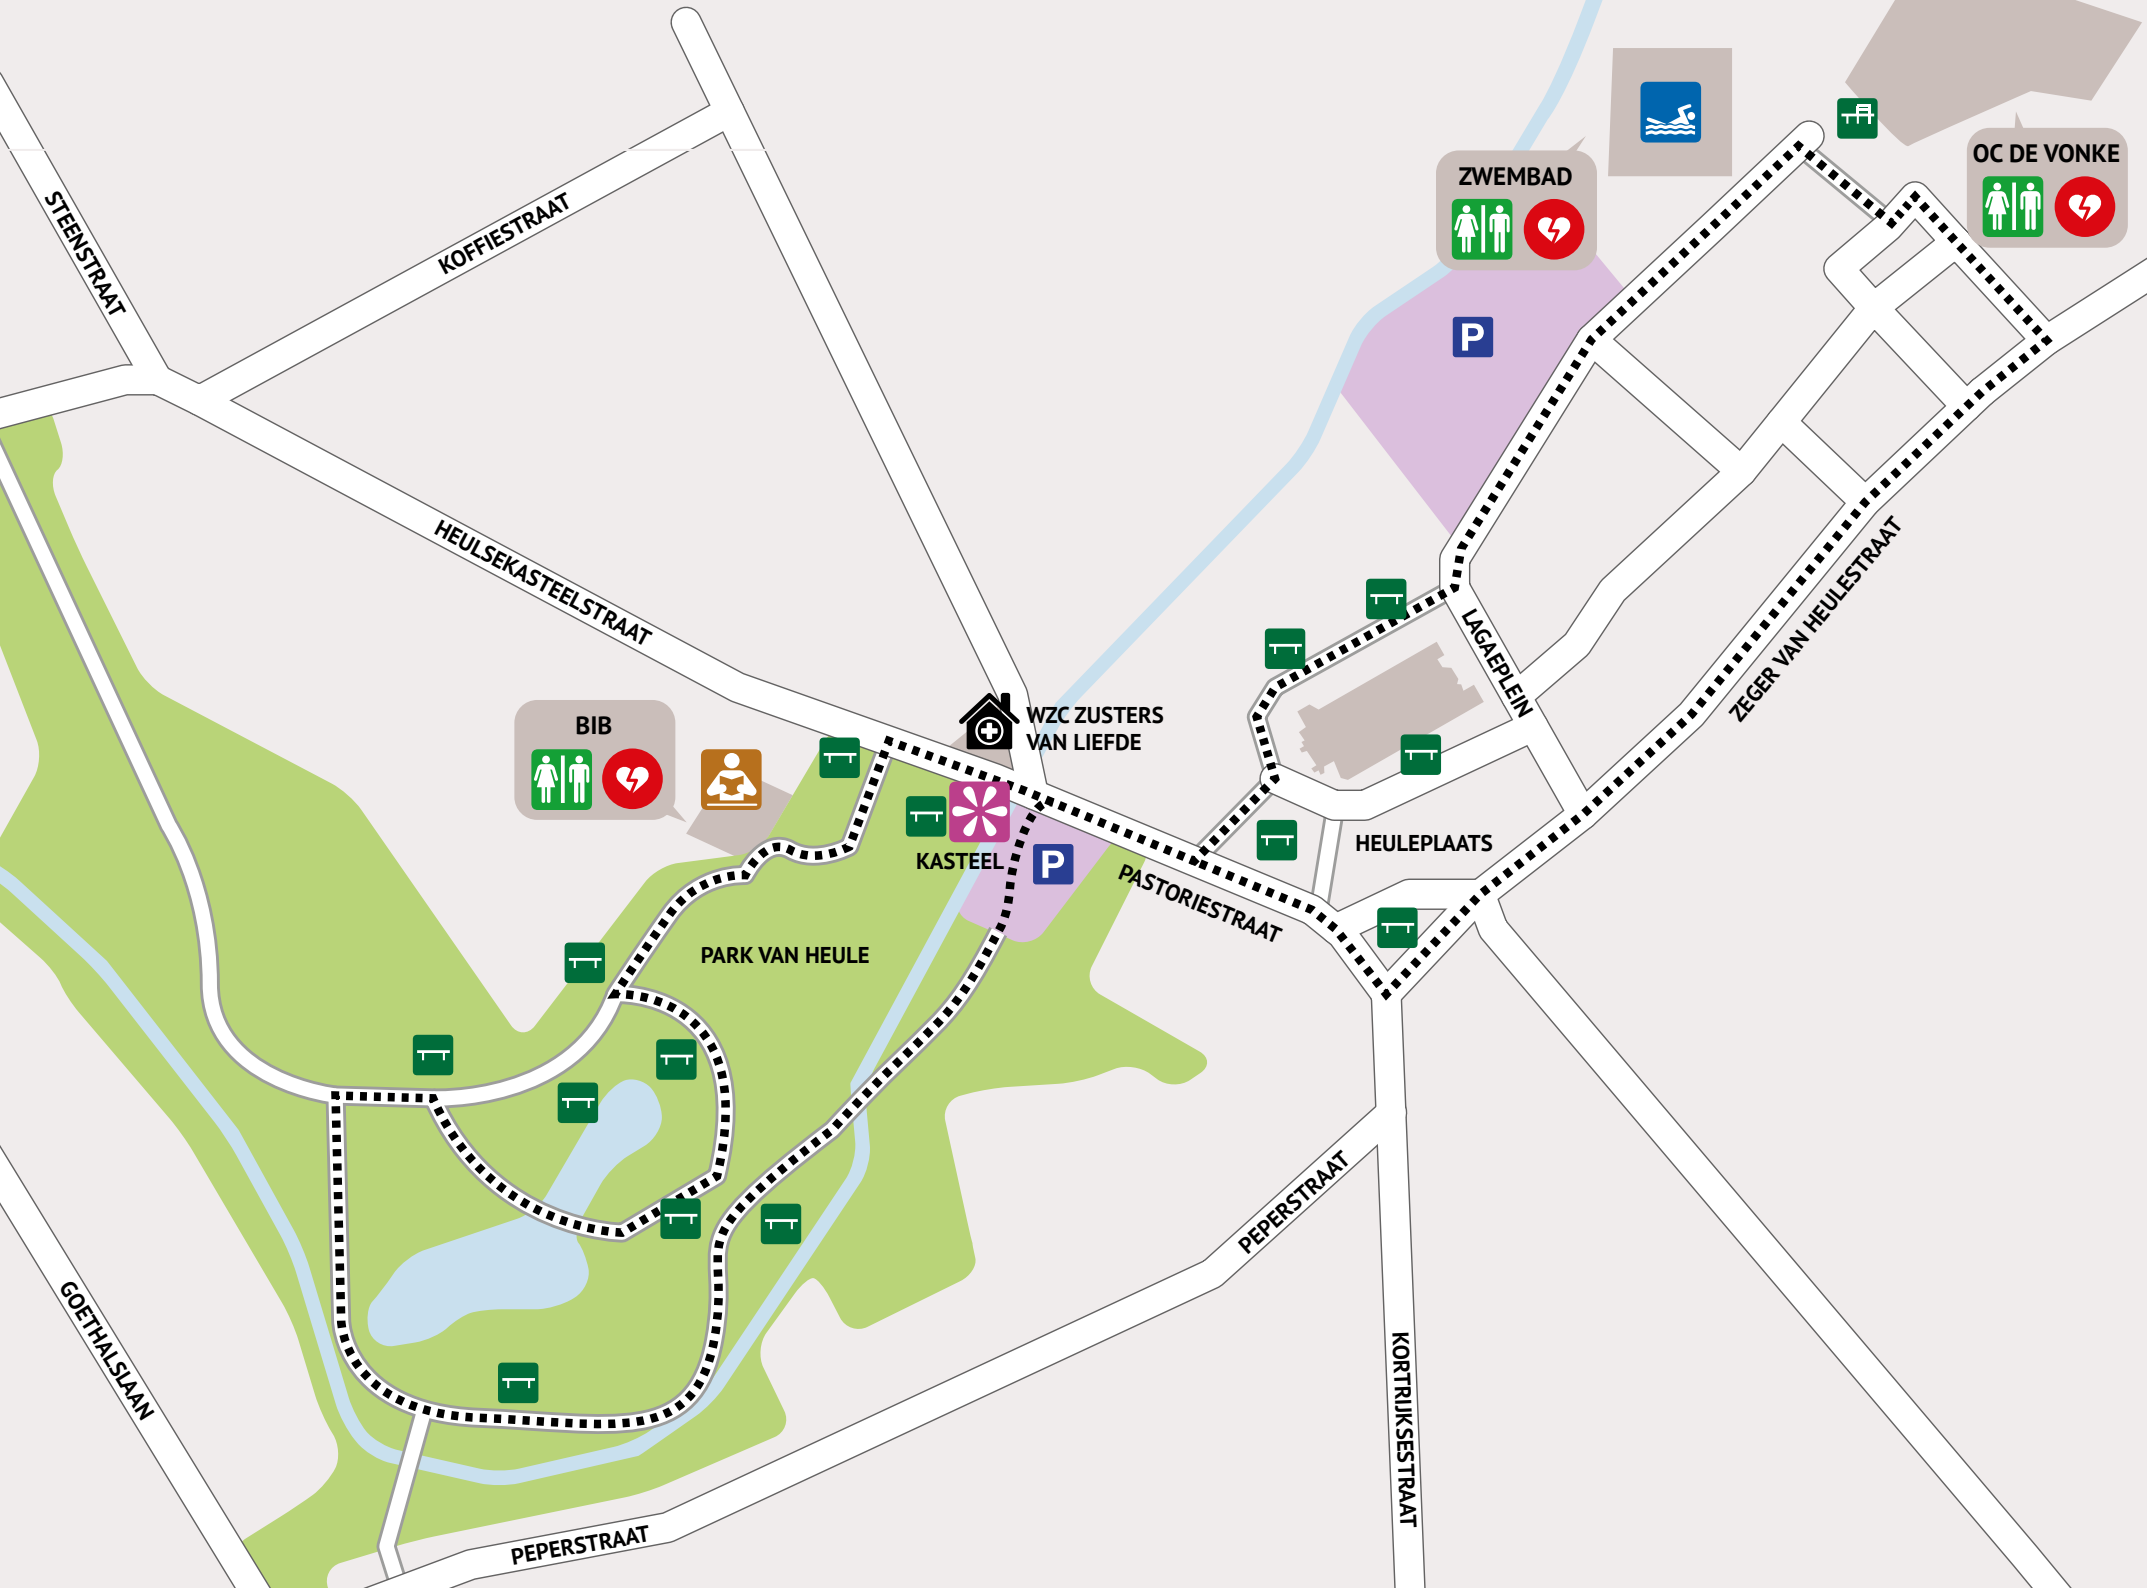 OC DE VONKE
ZWEMBAD
STEENSTRAAT
KOFFIESTRAAT
P
HEULSEKASTEELSTRAAT
ZEGER VAN HEULESTRAAT
LAGAEPLEIN
WZC ZUSTERS
VAN LIEFDE
BIB
HEULEPLAATS
KASTEEL
P
PASTORIESTRAAT
PARK VAN HEULE
PEPERSTRAAT
GOETHALSLAAN
KORTRIJKSESTRAAT
PEPERSTRAAT